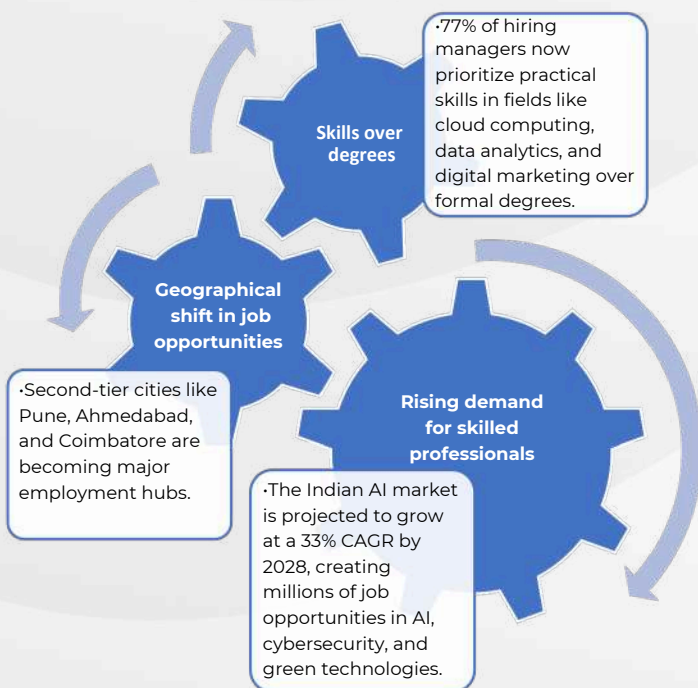 Skills over
degrees
·77% of hiring
managers now
prioritize practical
skills in fields like
cloud computing,
data analytics, and
digital marketing over
formal degrees.
Geographical
shift in job
opportunities
·Second-tier cities like
Pune, Ahmedabad,
and Coimbatore are
becoming major
employment hubs.
Rising demand
for skilled
professionals
·The Indian AI market
is projected to grow
at a 33% CAGR by
2028, creating
millions of job
opportunities in AI,
cybersecurity, and
green technologies.